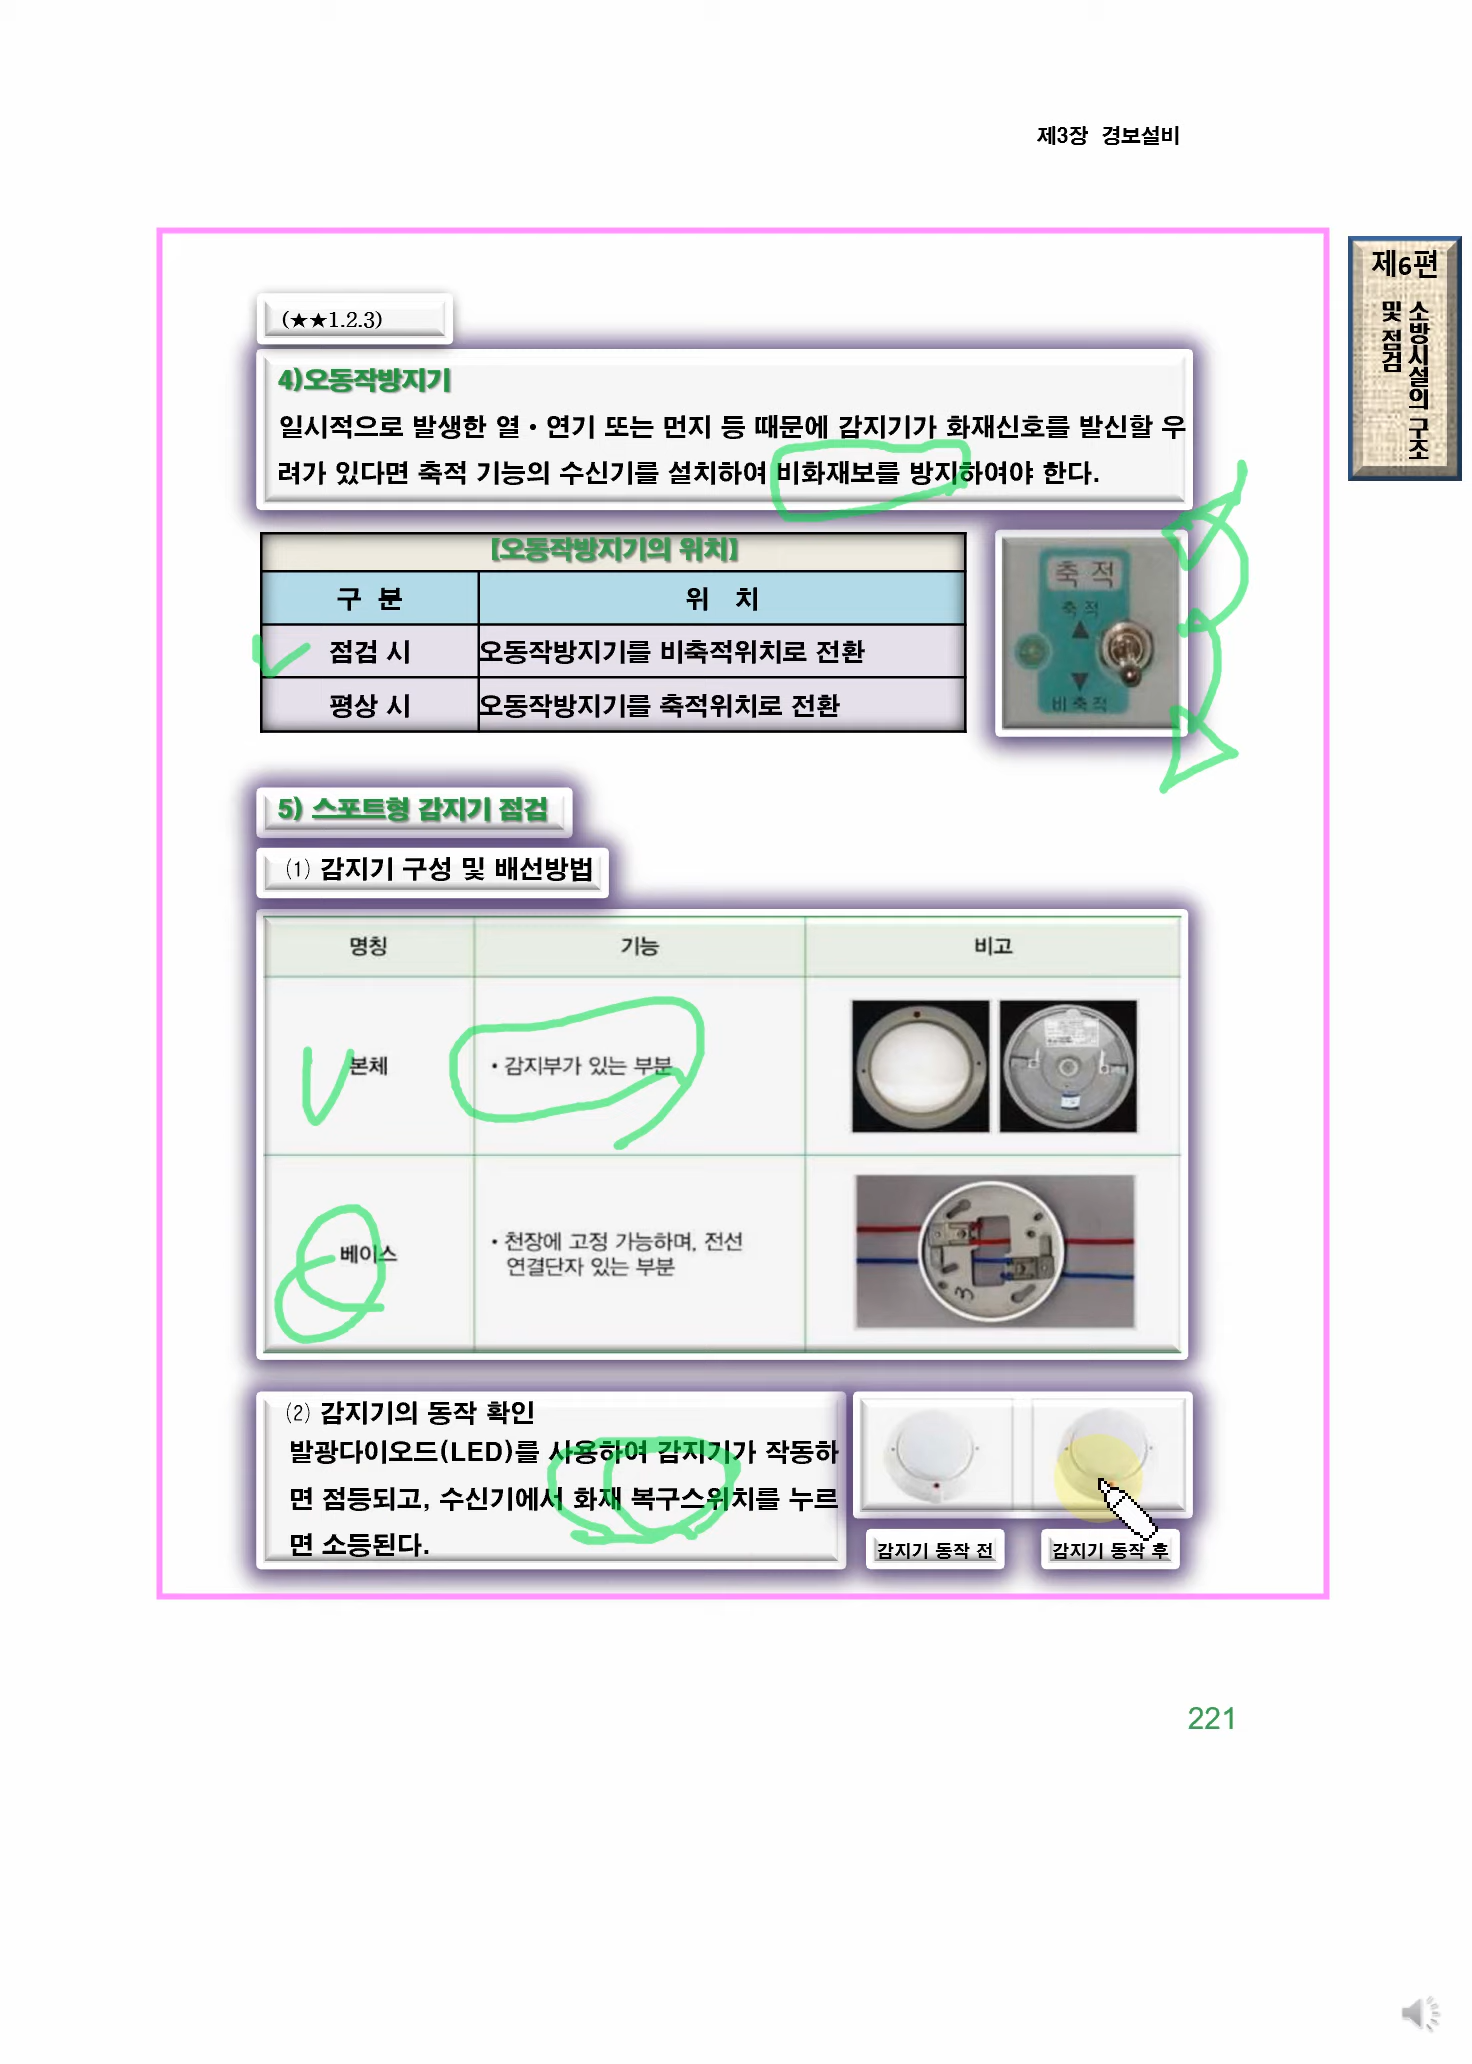 제3장 경보설비
제6편
소방시설의 구조
및 점검
(★★1.2.3)
4)오동작방지기
일시적으로 발생한 열・연기 또는 먼지 등 때문에 감지기가 화재신호를 발신할 우
려가 있다면 축적 기능의 수신기를 설치하여 비화재보를 방지하여야 한다.
【오동작방지기의 위치】
구 분 위 치
점검 시 오동작방지기를 비축적위치로 전환
평상 시 오동작방지기를 축적위치로 전환
축 적
축 적
▲
▼
비 축 적
5) 스포트형 감지기 점검
(1) 감지기 구성 및 배선방법
명칭 기능 비고
본체 • 감지부가 있는 부분
베이스 • 천장에 고정 가능하며, 전선
연결단자 있는 부분
(2) 감지기의 동작 확인
발광다이오드(LED)를 사용하여 감지기가 작동하
면 점등되고, 수신기에서 화재 복구스위치를 누르
면 소등된다.
감지기 동작 전 감지기 동작 후
221